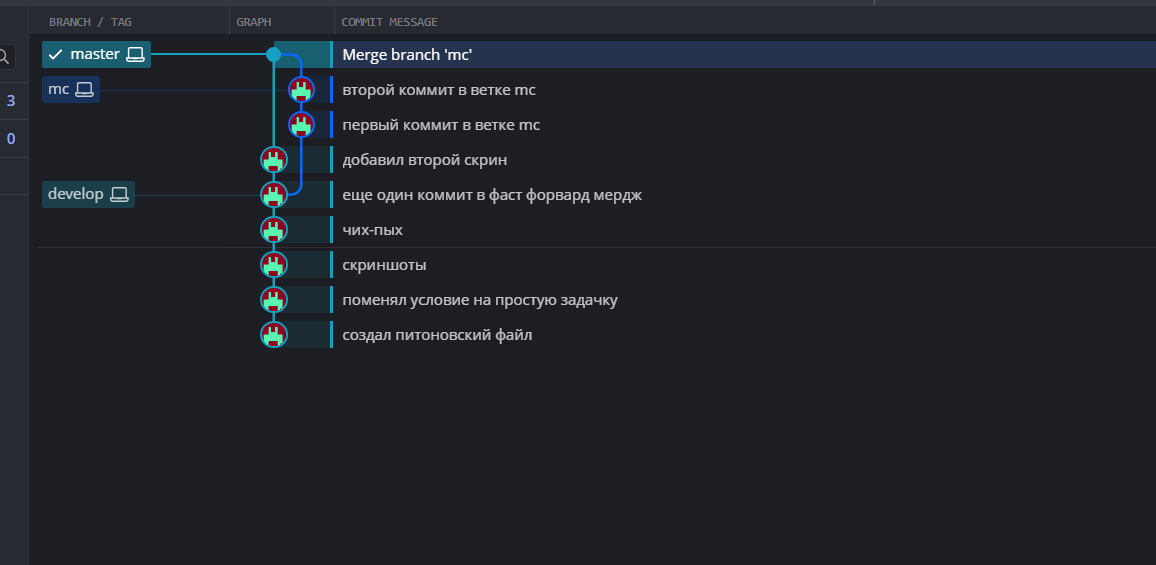 BRANCH / TAG GRAPH COMMIT MESSAGE
master Merge branch 'mc'
mc второй коммит в ветке mc
3
первый коммит в ветке mc
0
добавил второй скрин
develop еще один коммит в фаст форвард мердж
чих-пых
скриншоты
поменял условие на простую задачку
создал питоновский файл